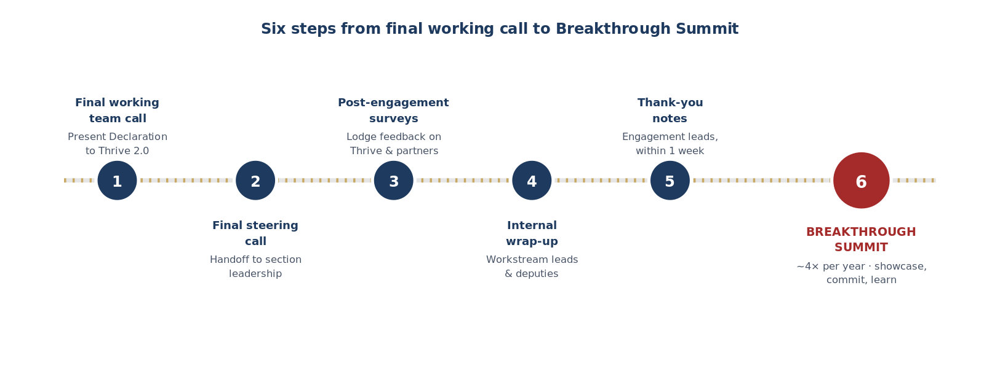 Six steps from final working call to Breakthrough Summit
Final working
team call
Present Declaration
to Thrive 2.0
1
2
Final steering
call
Handoff to section
leadership
Post-engagement
surveys
Lodge feedback on
Thrive & partners
3
4
Internal
wrap-up
Workstream leads
& deputies
Thank-you
notes
Engagement leads,
within 1 week
5
6
BREAKTHROUGH
SUMMIT
~4× per year · showcase,
commit, learn